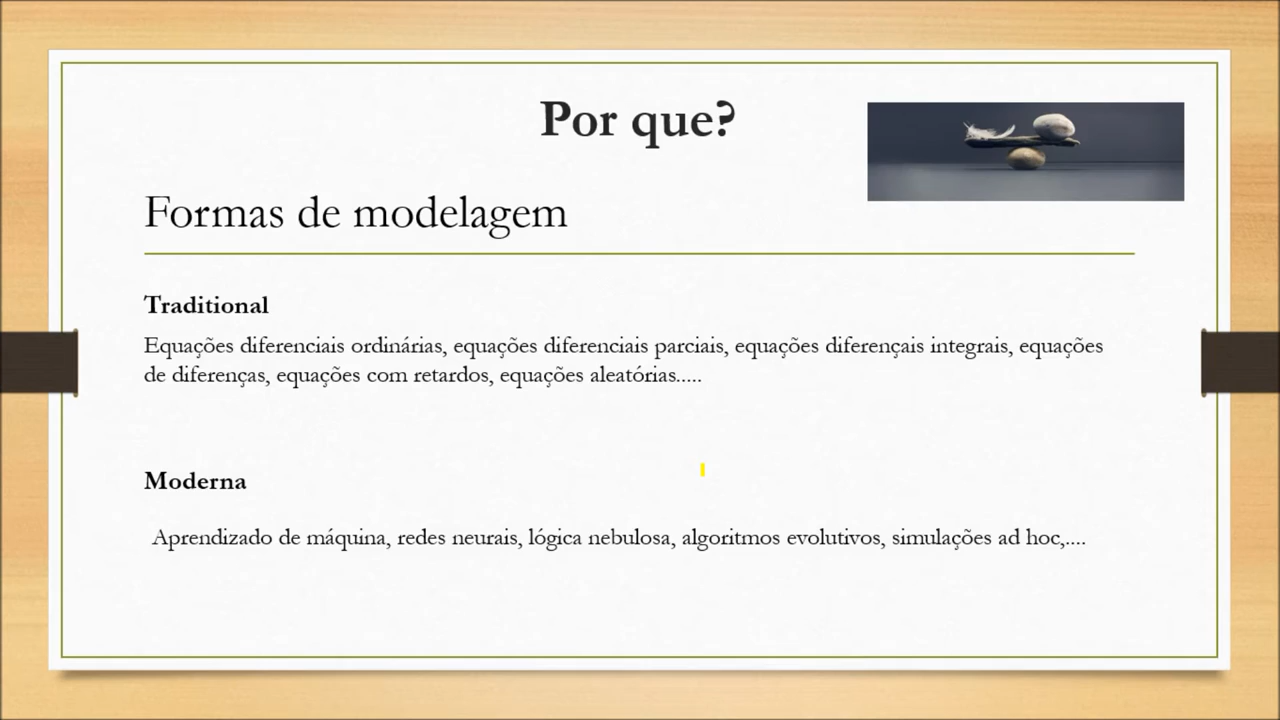 Por que?
Formas de modelagem
Traditional
Equações diferenciais ordinárias, equações diferenciais parciais, equações diferençais integrais, equações
de diferenças, equações com retardos, equações aleatórias.....
Moderna
Aprendizado de máquina, redes neurais, lógica nebulosa, algoritmos evolutivos, simulações ad hoc,....